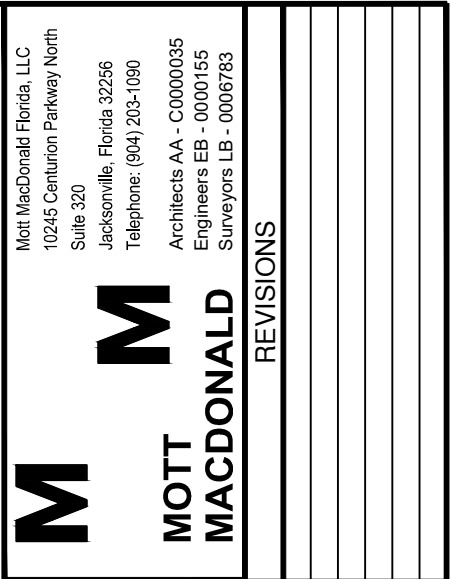 M
M
MOTT
MACDONALD
Mott MacDonald Florida, LLC
10245 Centurion Parkway North
Suite 320
Jacksonville, Florida 32256
Telephone: (904) 203-1090
Architects AA - C0000035
Engineers EB - 0000155
Surveyors LB - 0006783
REVISIONS